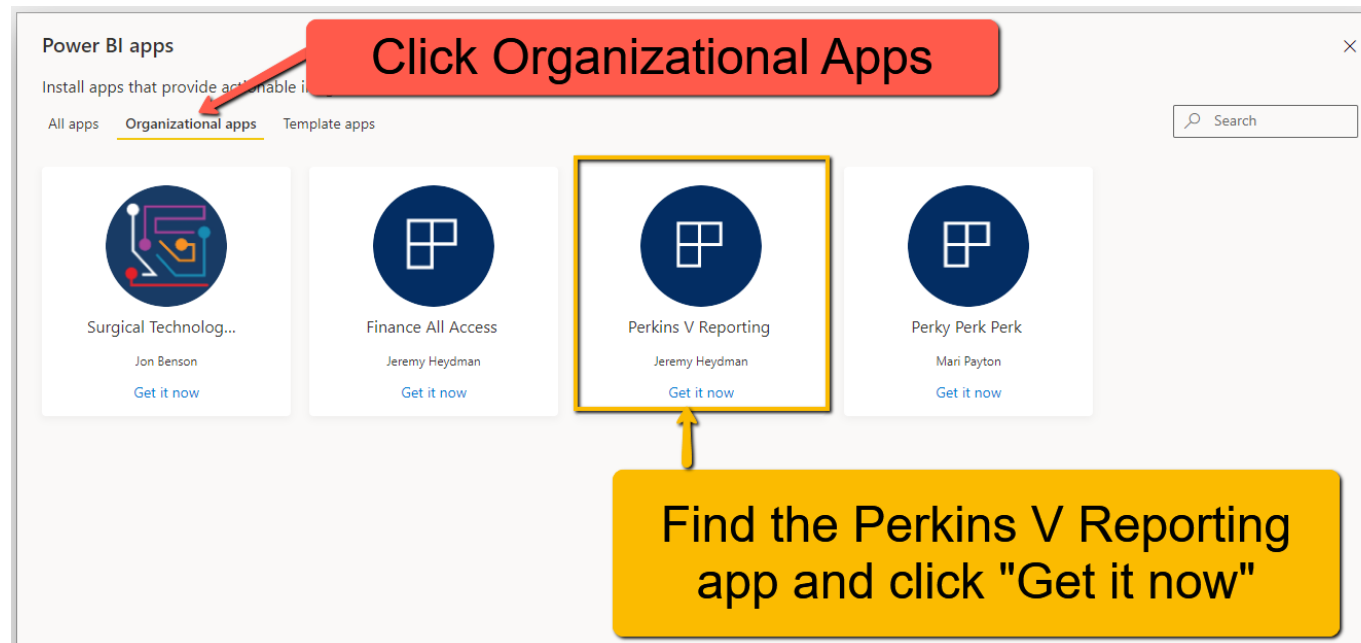 Power BI apps
Click Organizational Apps
Install apps that provide actionable
All apps
Organizational apps
Template apps
Search
Surgical Technolog...
Jon Benson
Get it now
Finance All Access
Jeremy Heydman
Get it now
Perkins V Reporting
Jeremy Heydman
Get it now
Perky Perk Perk
Mari Payton
Get it now
Find the Perkins V Reporting
app and click "Get it now"